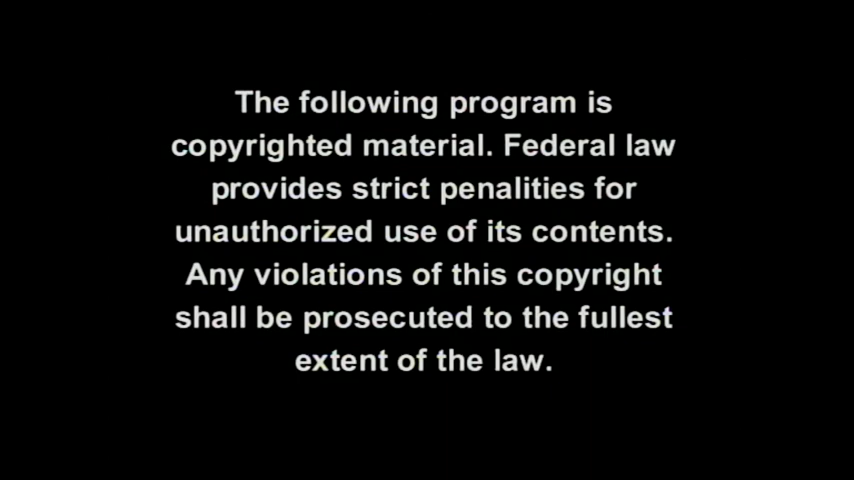 The following program is
copyrighted material. Federal law
provides strict penalities for
unauthorized use of its contents.
Any violations of this copyright
shall be prosecuted to the fullest
extent of the law.